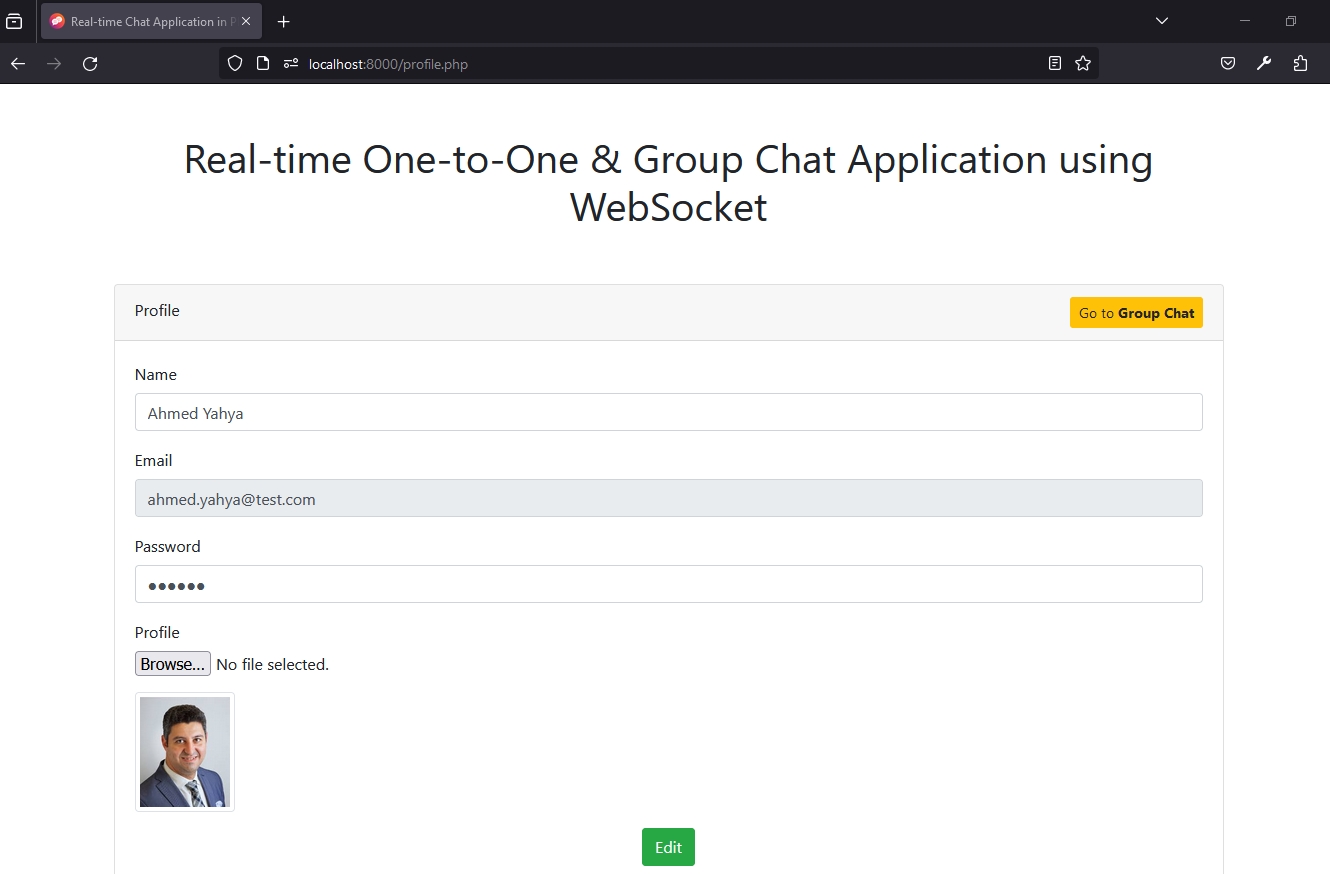 Real-time Chat Application in P
localhost:8000/profile.php
Real-time One-to-One & Group Chat Application using
WebSocket
Profile
Go to Group Chat
Name
Ahmed Yahya
Email
ahmed.yahya@test.com
Password
●●●●●●
Profile
Browse... No file selected.
Edit